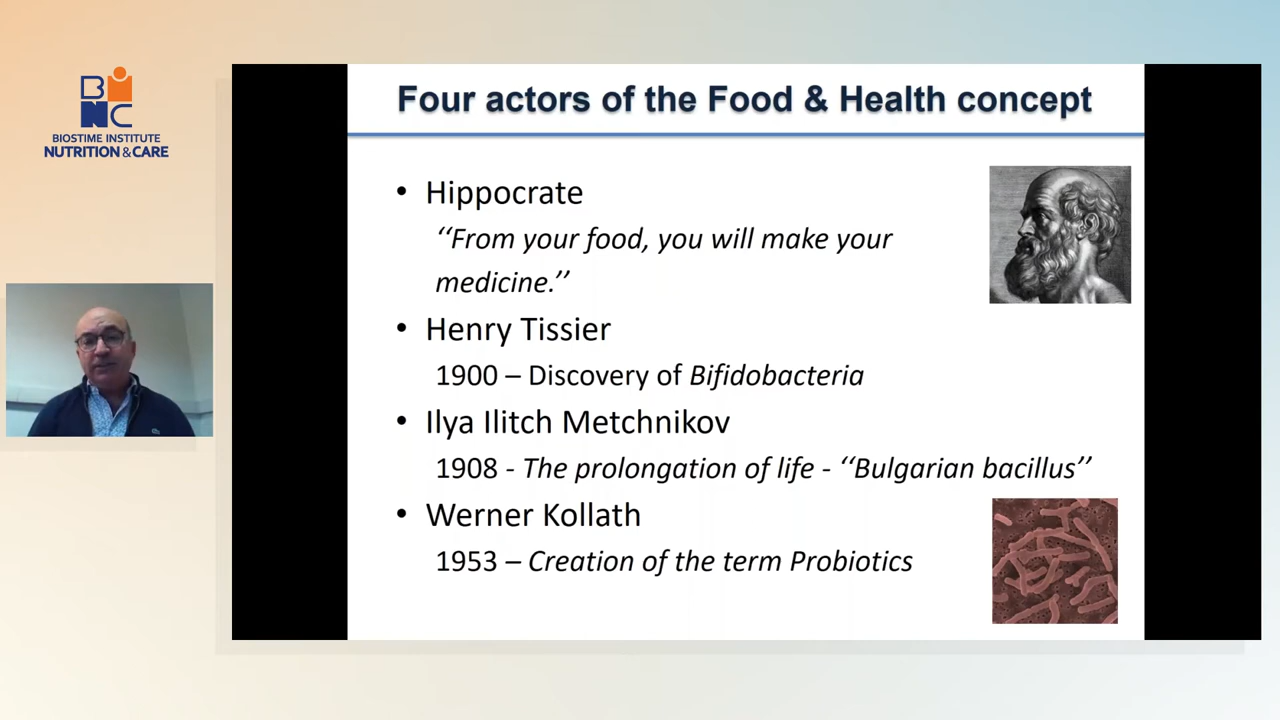 BINC
BIOSTIME INSTITUTE
NUTRITION & CARE
Four actors of the Food & Health concept
• Hippocrate
‘‘From your food, you will make your
medicine.’’
• Henry Tissier
1900 – Discovery of Bifidobacteria
• Ilya Ilitch Metchnikov
1908 - The prolongation of life - ‘‘Bulgarian bacillus’’
• Werner Kollath
1953 – Creation of the term Probiotics